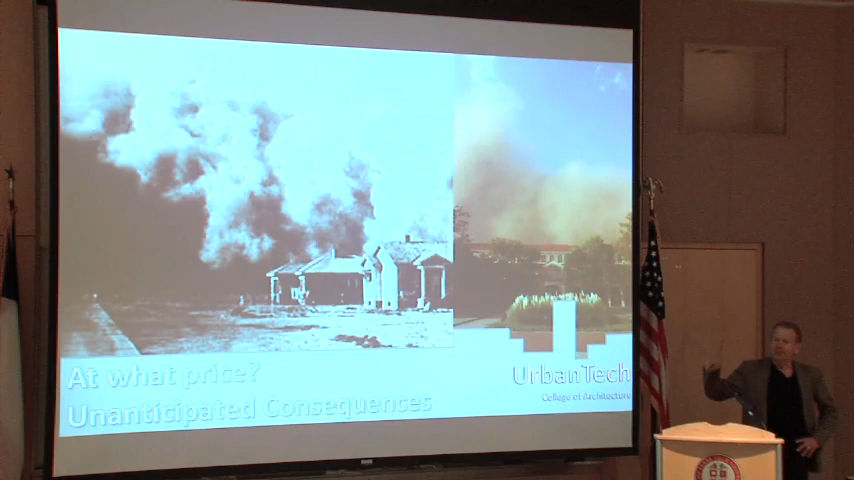 At what price?
Unanticipated Consequences
UrbanTech
College of Architecture